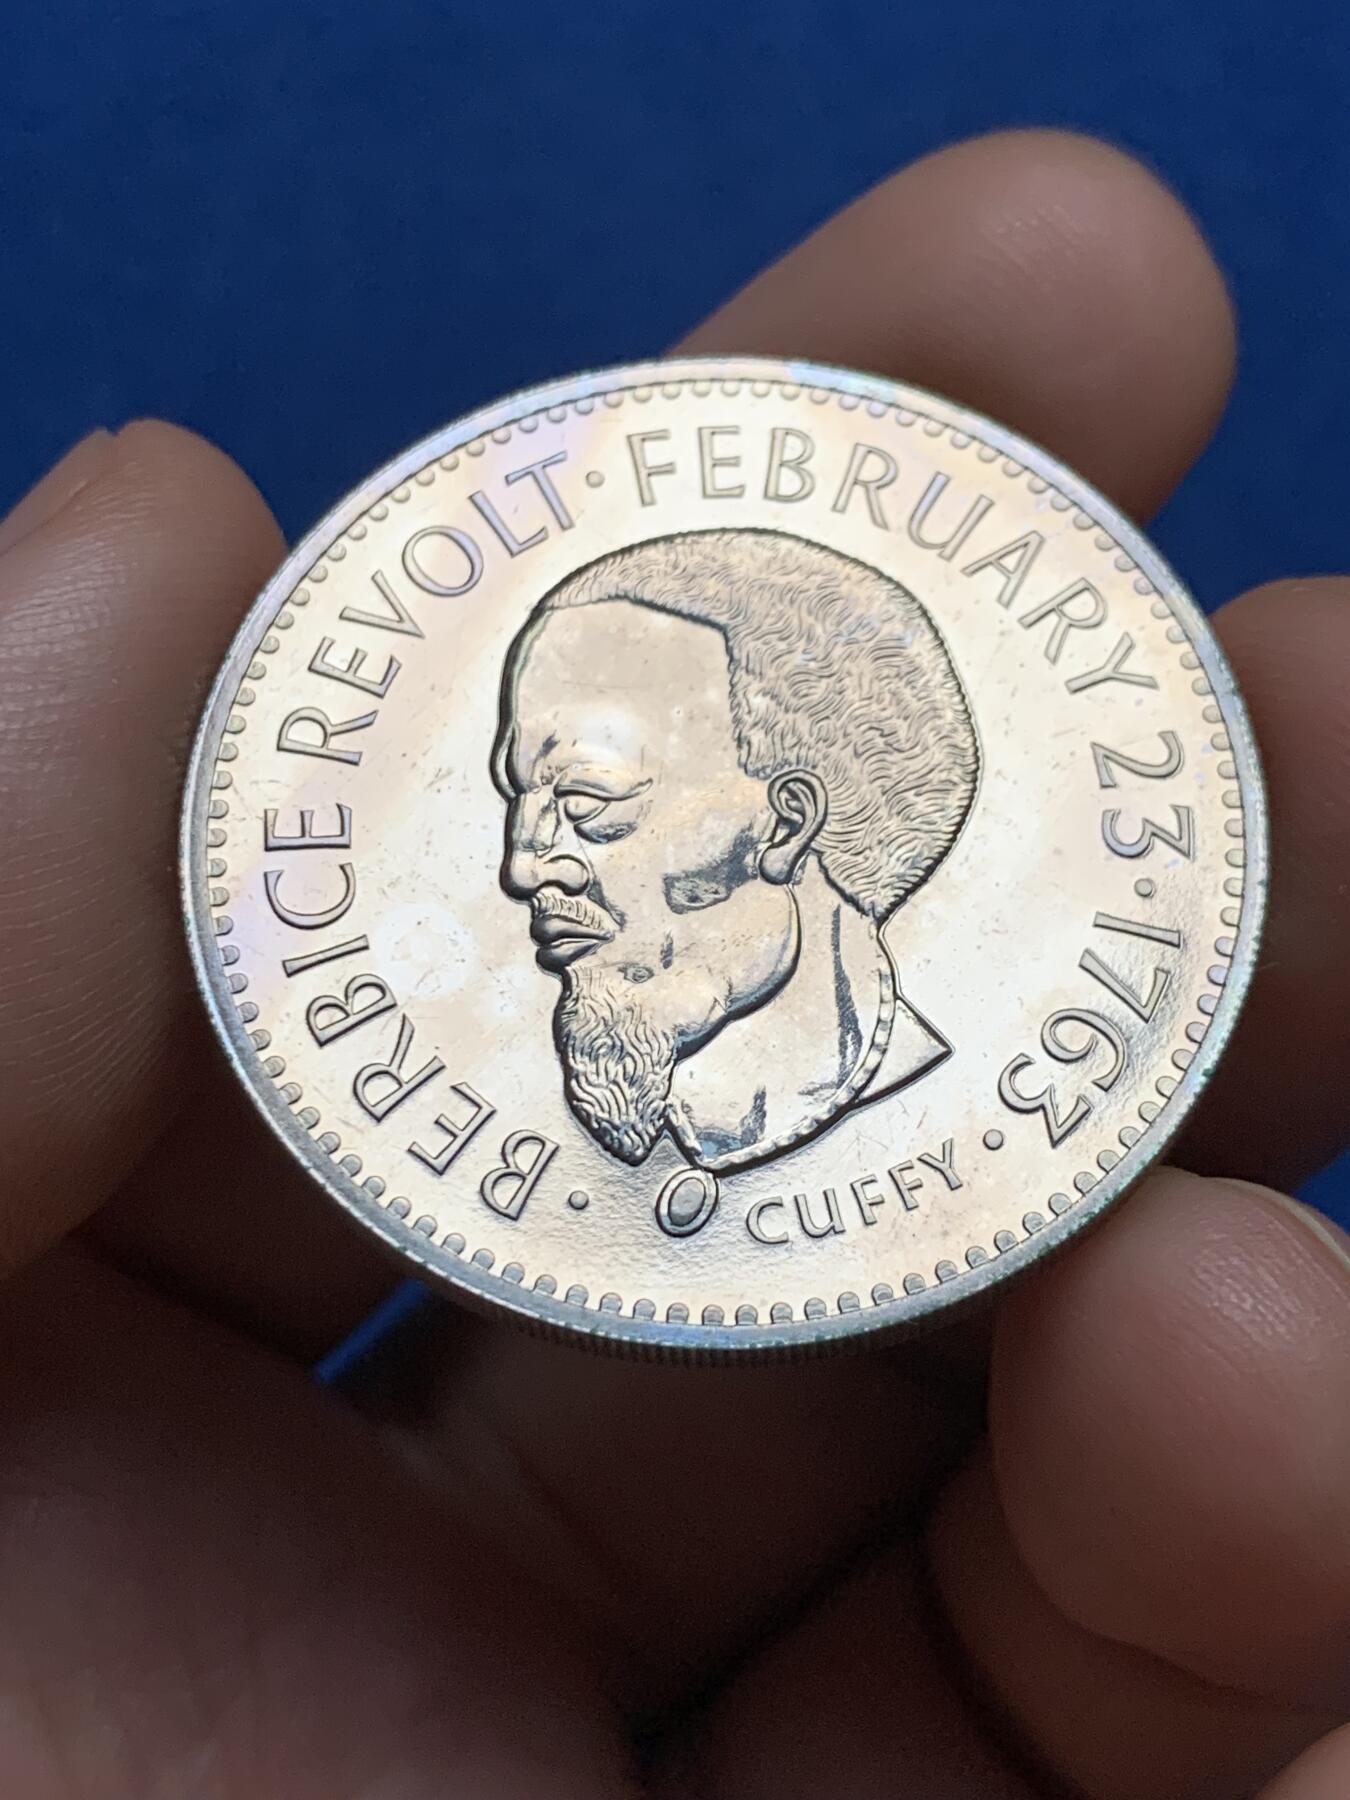 · BERBICE REVOLT · FEBRUARY 23 · 1763 ·
CUFFY